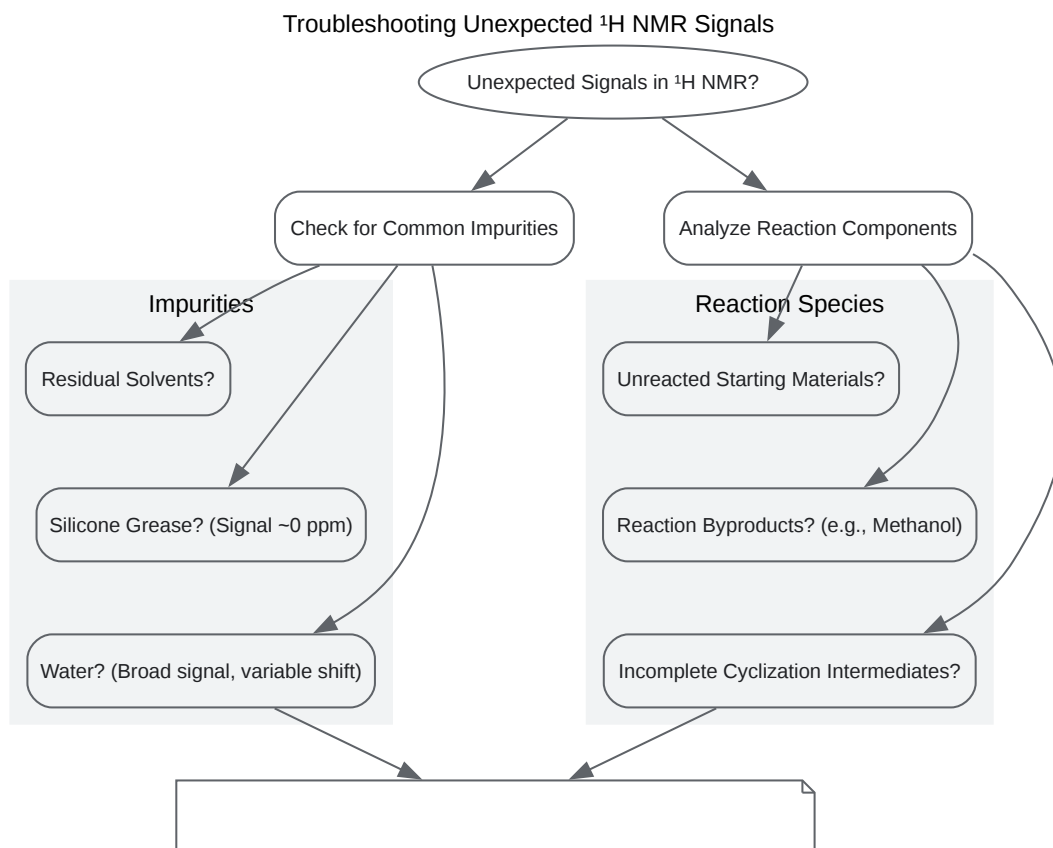 Troubleshooting Unexpected ¹H NMR Signals
Unexpected Signals in ¹H NMR?
Check for Common Impurities
Analyze Reaction Components
Impurities
Reaction Species
Residual Solvents?
Unreacted Starting Materials?
Silicone Grease? (Signal ~0 ppm)
Reaction Byproducts? (e.g., Methanol)
Water? (Broad signal, variable shift)
Incomplete Cyclization Intermediates?